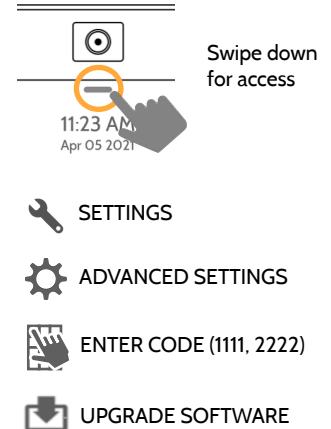 Swipe down
for access
11:23 AM
Apr 05 2021
SETTINGS
ADVANCED SETTINGS
ENTER CODE (1111, 2222)
UPGRADE SOFTWARE